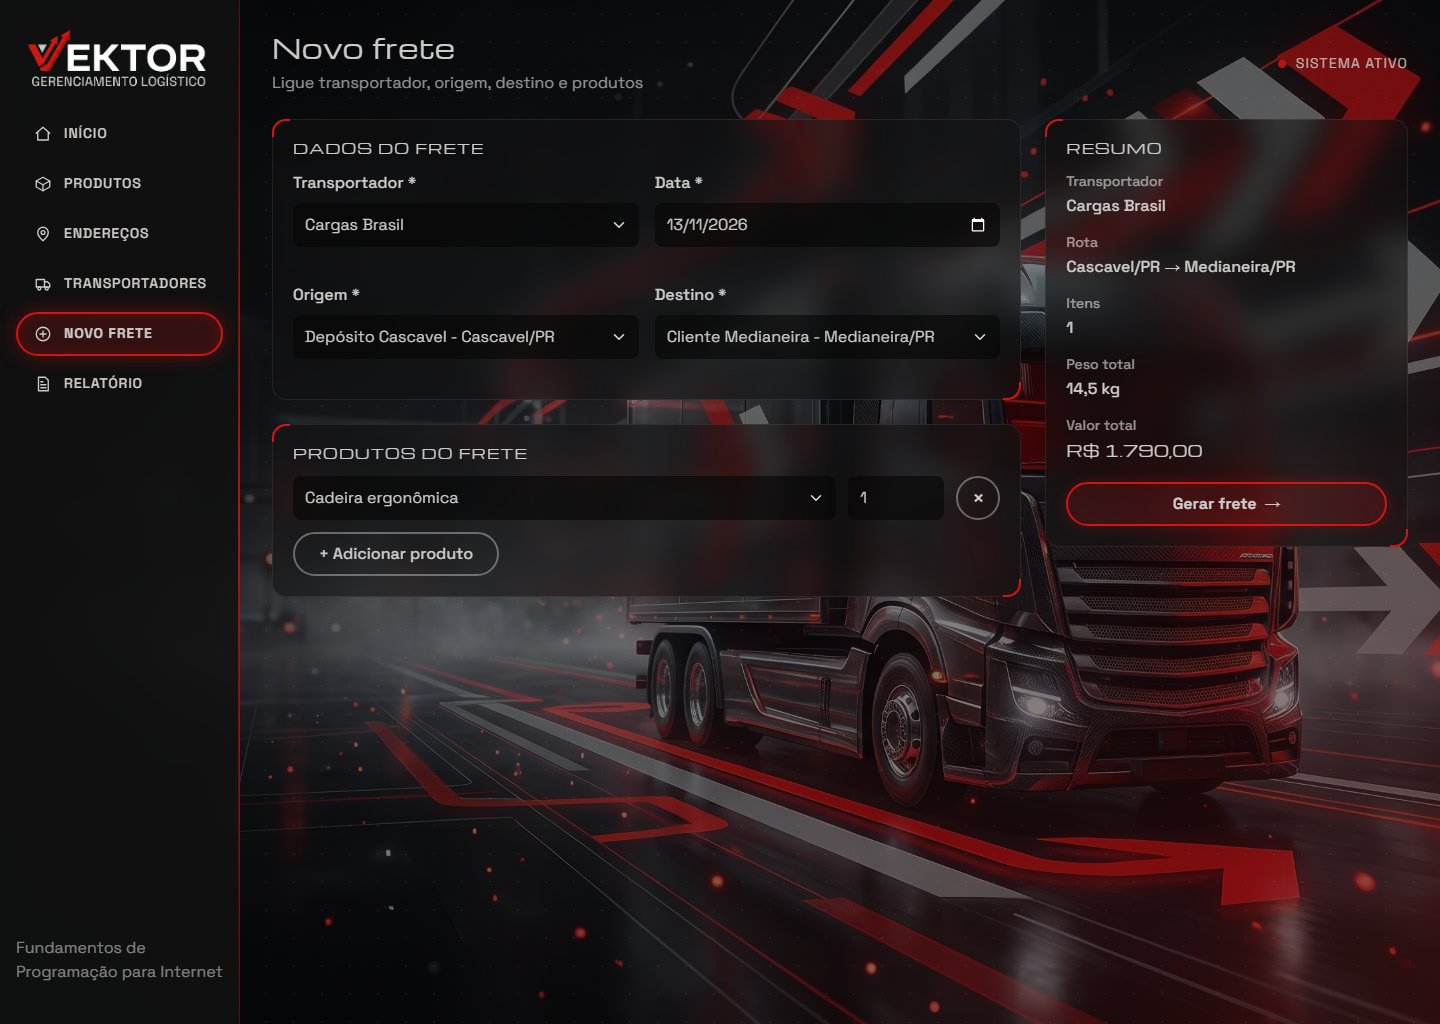 VEKTOR
GERENCIAMENTO LOGÍSTICO
INÍCIO
PRODUTOS
ENDEREÇOS
TRANSPORTADORES
NOVO FRETE
RELATÓRIO
Fundamentos de
Programação para Internet
Novo frete
Ligue transportador, origem, destino e produtos
SISTEMA ATIVO
DADOS DO FRETE
Transportador *
Cargas Brasil
Data *
13/11/2026
Origem *
Depósito Cascavel - Cascavel/PR
Destino *
Cliente Medianeira - Medianeira/PR
PRODUTOS DO FRETE
Cadeira ergonômica
1
×
+ Adicionar produto
RESUMO
Transportador
Cargas Brasil
Rota
Cascavel/PR → Medianeira/PR
Itens
1
Peso total
14,5 kg
Valor total
R$ 1.790,00
Gerar frete →